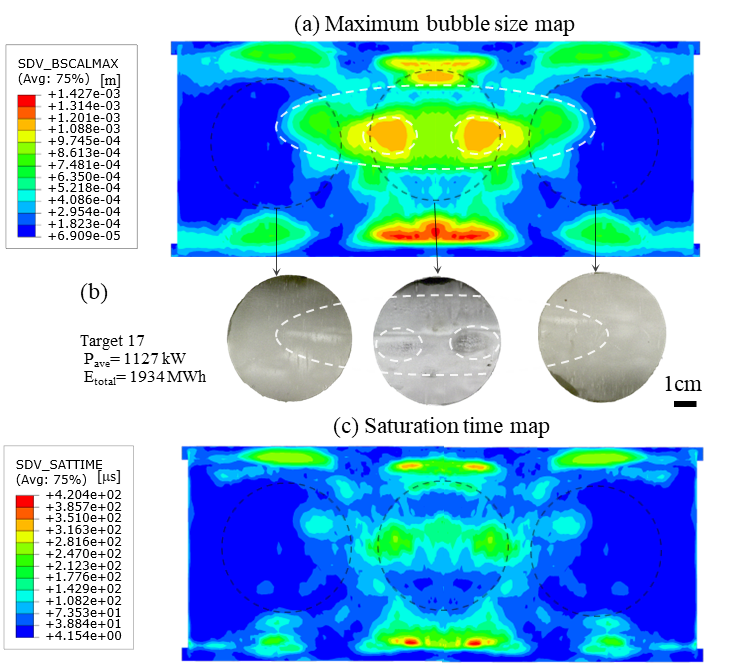 (a) Maximum bubble size map
SDV_BSCALMAX
(Avg: 75%) [m]
+1.427e-03
+1.314e-03
+1.201e-03
+1.088e-03
+9.745e-04
+8.613e-04
+7.481e-04
+6.350e-04
+5.218e-04
+4.086e-04
+2.954e-04
+1.823e-04
+6.909e-05
(b)
Target 17
Pave= 1127 kW
Etotal= 1934 MWh
1cm
(c) Saturation time map
SDV_SATTIME
(Avg: 75%) [μs]
+4.204e+02
+3.857e+02
+3.510e+02
+3.163e+02
+2.816e+02
+2.470e+02
+2.123e+02
+1.776e+02
+1.429e+02
+1.082e+02
+7.353e+01
+3.884e+01
+4.154e+00